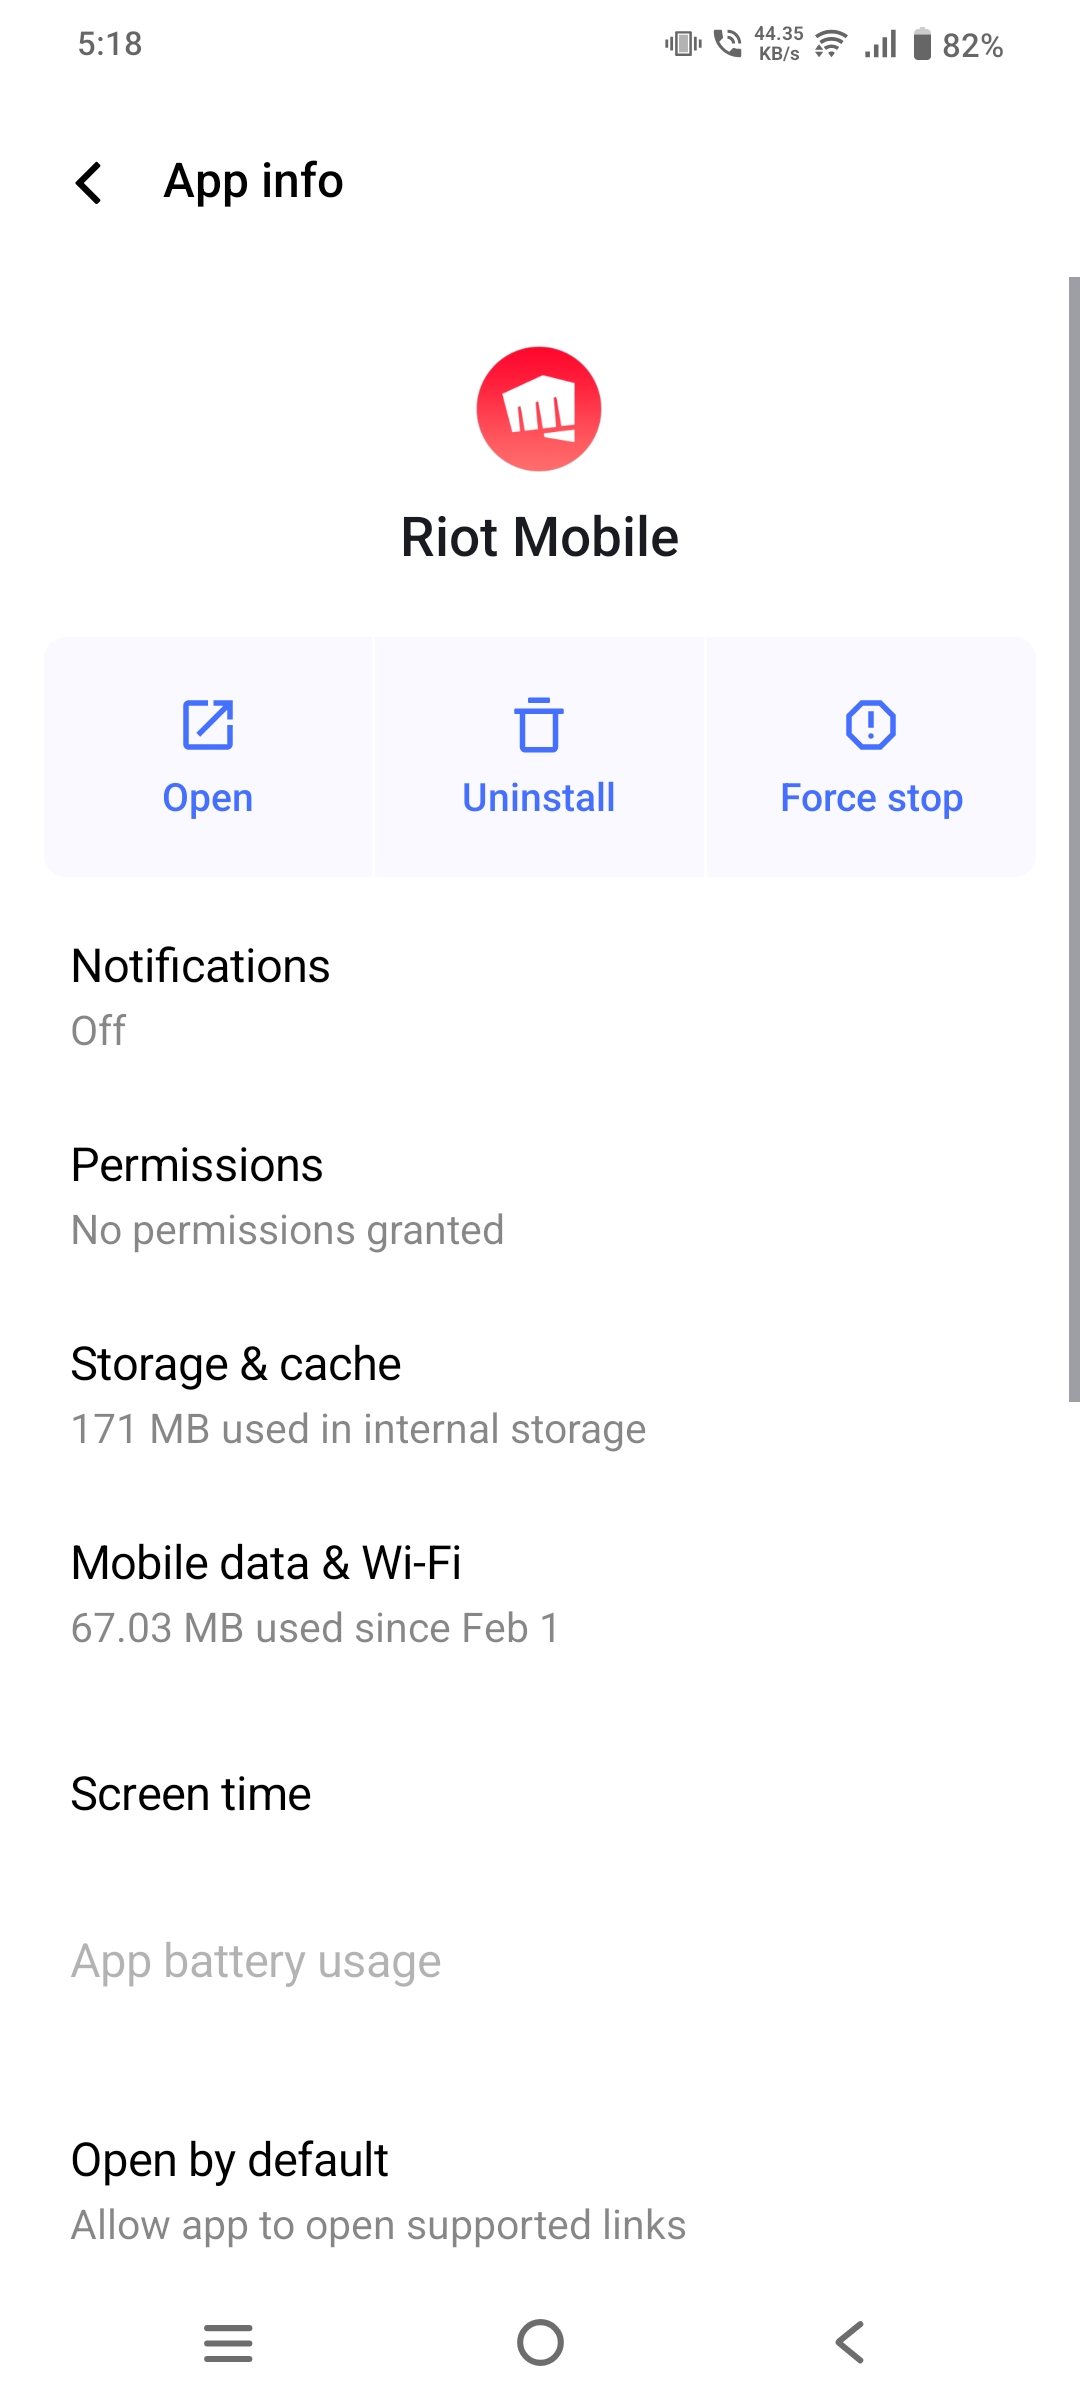 5:18
44.35
KB/s
82%
App info
Riot Mobile
Open
Uninstall
Force stop
Notifications
Off
Permissions
No permissions granted
Storage & cache
171 MB used in internal storage
Mobile data & Wi-Fi
67.03 MB used since Feb 1
Screen time
App battery usage
Open by default
Allow app to open supported links